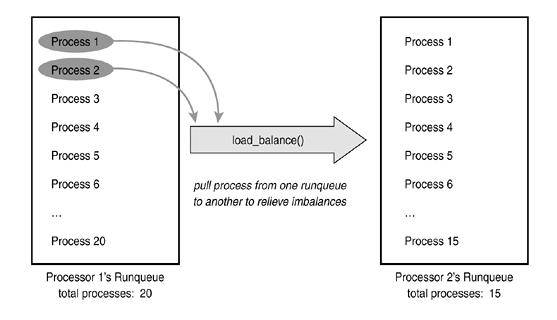 Process 1
Process 2
Process 3
Process 4
Process 5
Process 6
...
Process 20
Processor 1's Runqueue
total processes: 20
load_balance()
pull process from one runqueue
to another to relieve imbalances
Process 1
Process 2
Process 3
Process 4
Process 5
Process 6
...
Process 15
Processor 2's Runqueue
total processes: 15